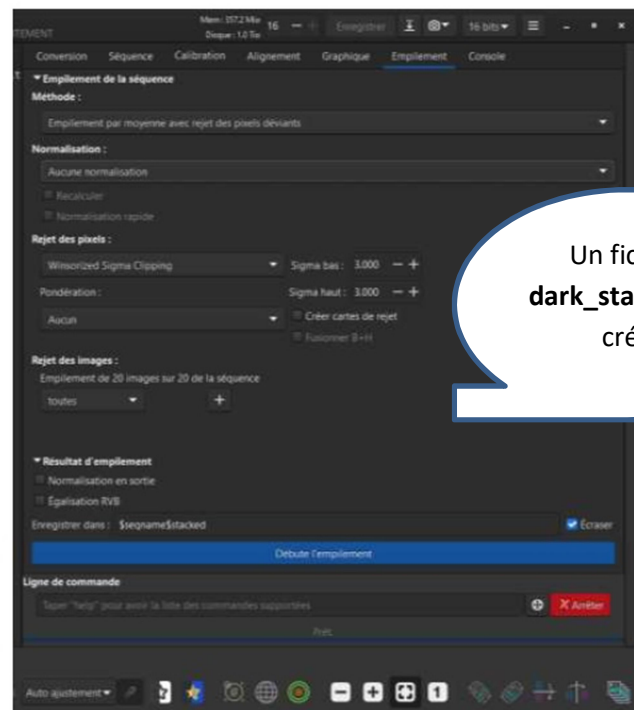 TEMENT
Mem : 357.2 Mio
Disque : 1.0 Tio
16 − + Enregistrer 16 bits
Conversion Séquence Calibration Alignement Graphique Empilement Console
Empilement de la séquence
Méthode :
Empilement par moyenne avec rejet des pixels déviants
Normalisation :
Aucune normalisation
Recalculer
Normalisation rapide
Rejet des pixels :
Winsorized Sigma Clipping Sigma bas : 3.000 − +
Pondération : Sigma haut : 3.000 − +
Aucun Créer cartes de rejet
Fusionner B+H
Un fic
dark_sta
cré
Rejet des images :
Empilement de 20 images sur 20 de la séquence
toutes +
Résultat d'empilement
Normalisation en sortie
Égalisation RVB
Enregistrer dans : $seqname$stacked Écraser
Débute l'empilement
Ligne de commande
Taper "help" pour avoir la liste des commandes supportées Arrêter
Prêt.
Auto ajustement 1